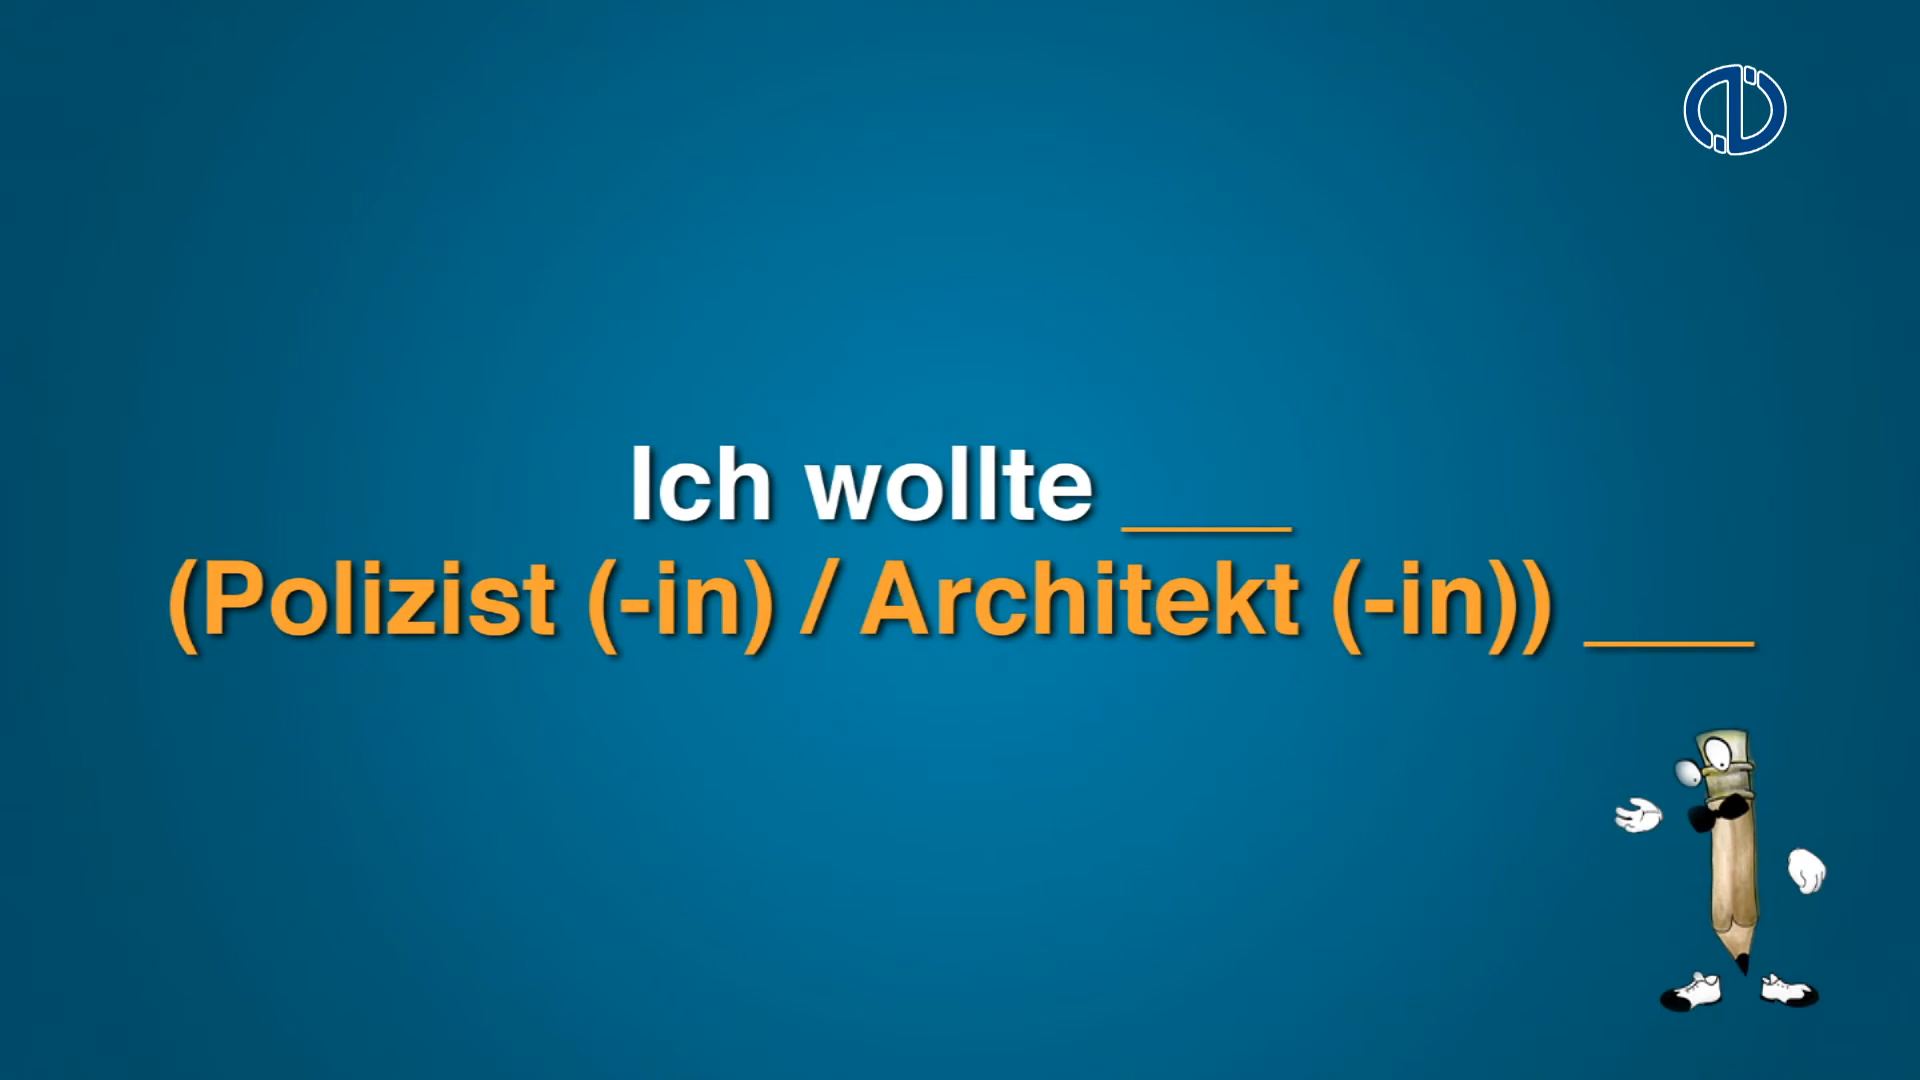 Ich wollte ___
(Polizist (-in) / Architekt (-in)) ___